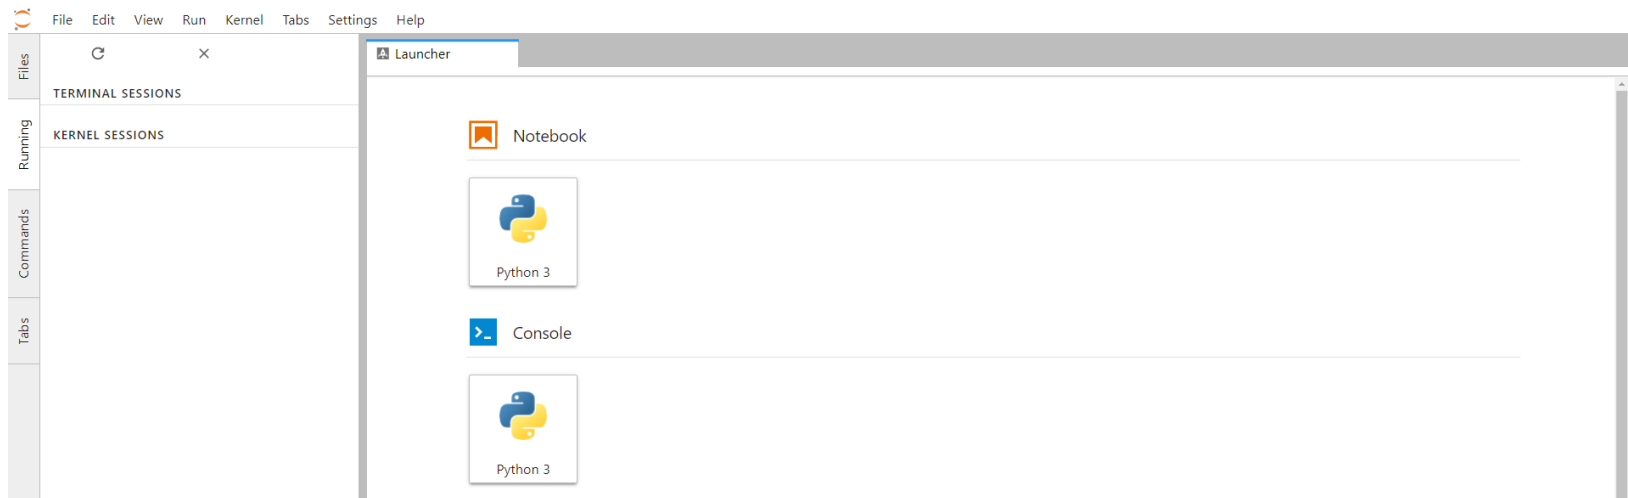 File Edit View Run Kernel Tabs Settings Help
Files
Running
Commands
Tabs
TERMINAL SESSIONS
KERNEL SESSIONS
Launcher
Notebook
Python 3
Console
Python 3